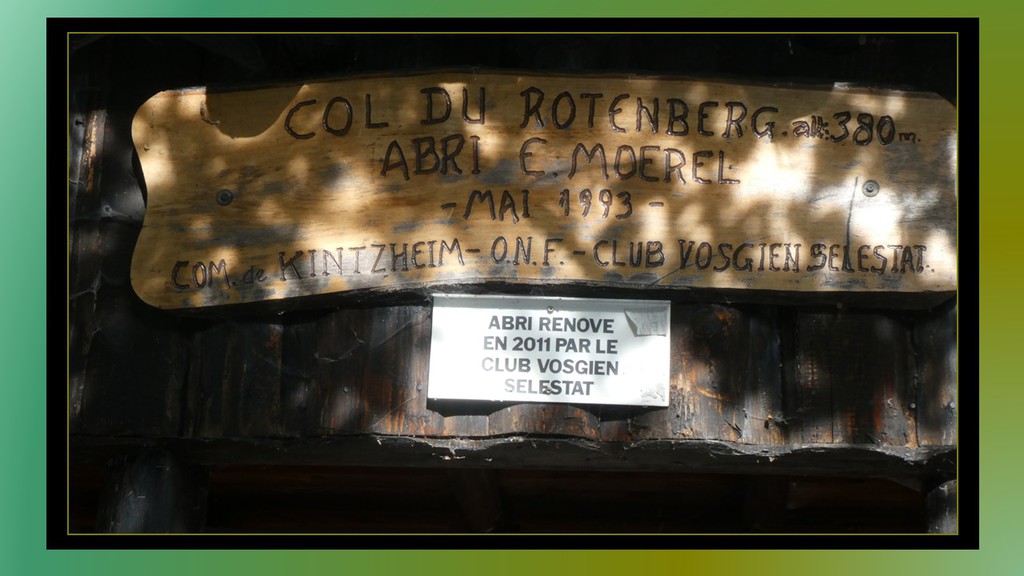 COL DU ROTENBERG. alt. 380 m.
ABRI E. MOEREL
- MAI 1993 -
COM. de KINTZHEIM - O.N.F. - CLUB VOSGIEN SELESTAT.
ABRI RENOVE
EN 2011 PAR LE
CLUB VOSGIEN
SELESTAT